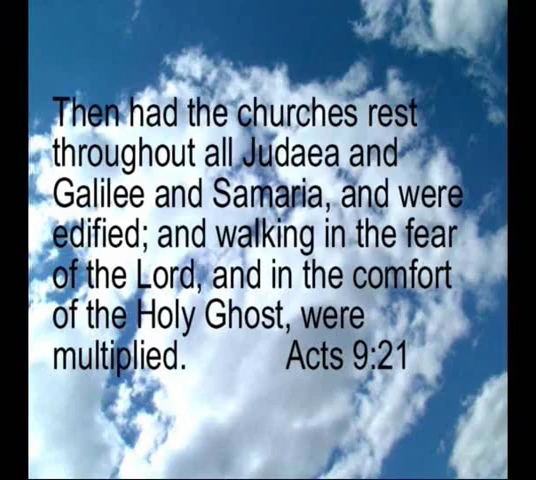 Then had the churches rest
throughout all Judaea and
Galilee and Samaria, and were
edified; and walking in the fear
of the Lord, and in the comfort
of the Holy Ghost, were
multiplied. Acts 9:21